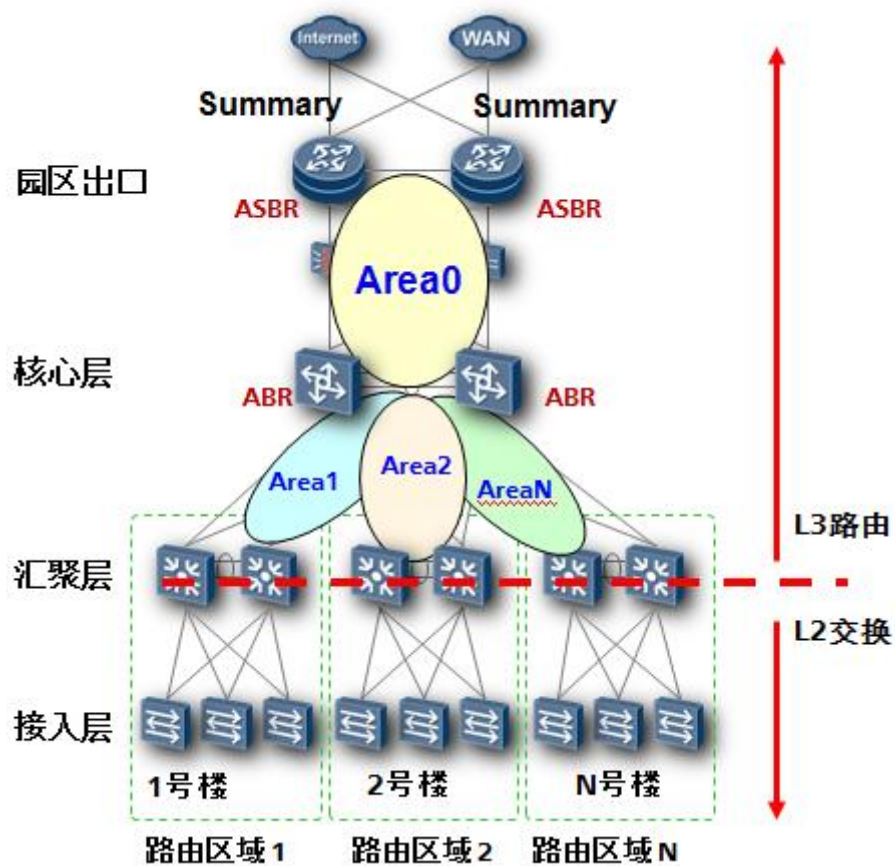 Internet
WAN
Summary
Summary
园区出口
ASBR
ASBR
Area0
核心层
ABR
ABR
Area1
Area2
AreaN
L3路由
汇聚层
L2交换
接入层
1号楼
2号楼
N号楼
路由区域1
路由区域2
路由区域N